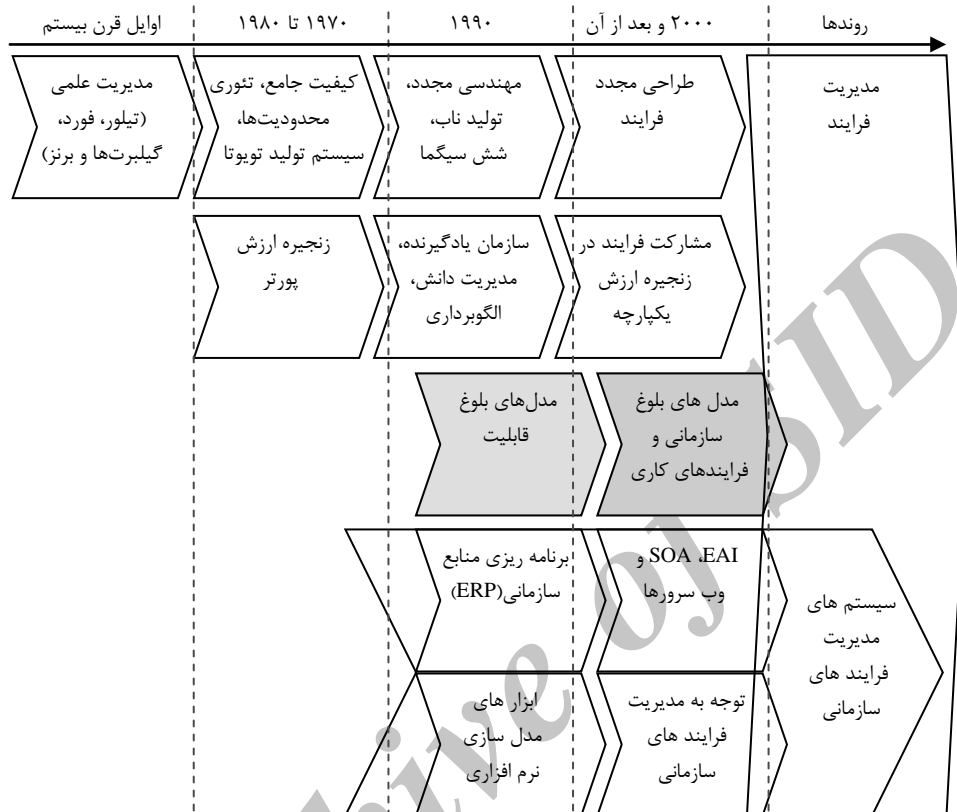 اوایل قرن بیستم
۱۹۷۰ تا ۱۹۸۰
۱۹۹۰
۲۰۰۰ و بعد از آن
روندها
مدیریت علمی
(تیلور، فورد،
گیلبرت‌ها و برنز)
کیفیت جامع، تئوری
محدودیت‌ها،
سیستم تولید تویوتا
مهندسی مجدد،
تولید ناب،
شش سیگما
طراحی مجدد
فرایند
مدیریت
فرایند
زنجیره ارزش
پورتر
سازمان یادگیرنده،
مدیریت دانش،
الگوبرداری
مشارکت فرایند در
زنجیره ارزش
یکپارچه
مدل‌های بلوغ
قابلیت
مدل های بلوغ
سازمانی و
فرایندهای کاری
برنامه ریزی منابع
سازمانی(ERP)
SOA ،EAI و
وب سرورها
سیستم های
مدیریت
فرایند های
سازمانی
ابزار های
مدل سازی
نرم افزاری
توجه به مدیریت
فرایند های
سازمانی
Archive of SID